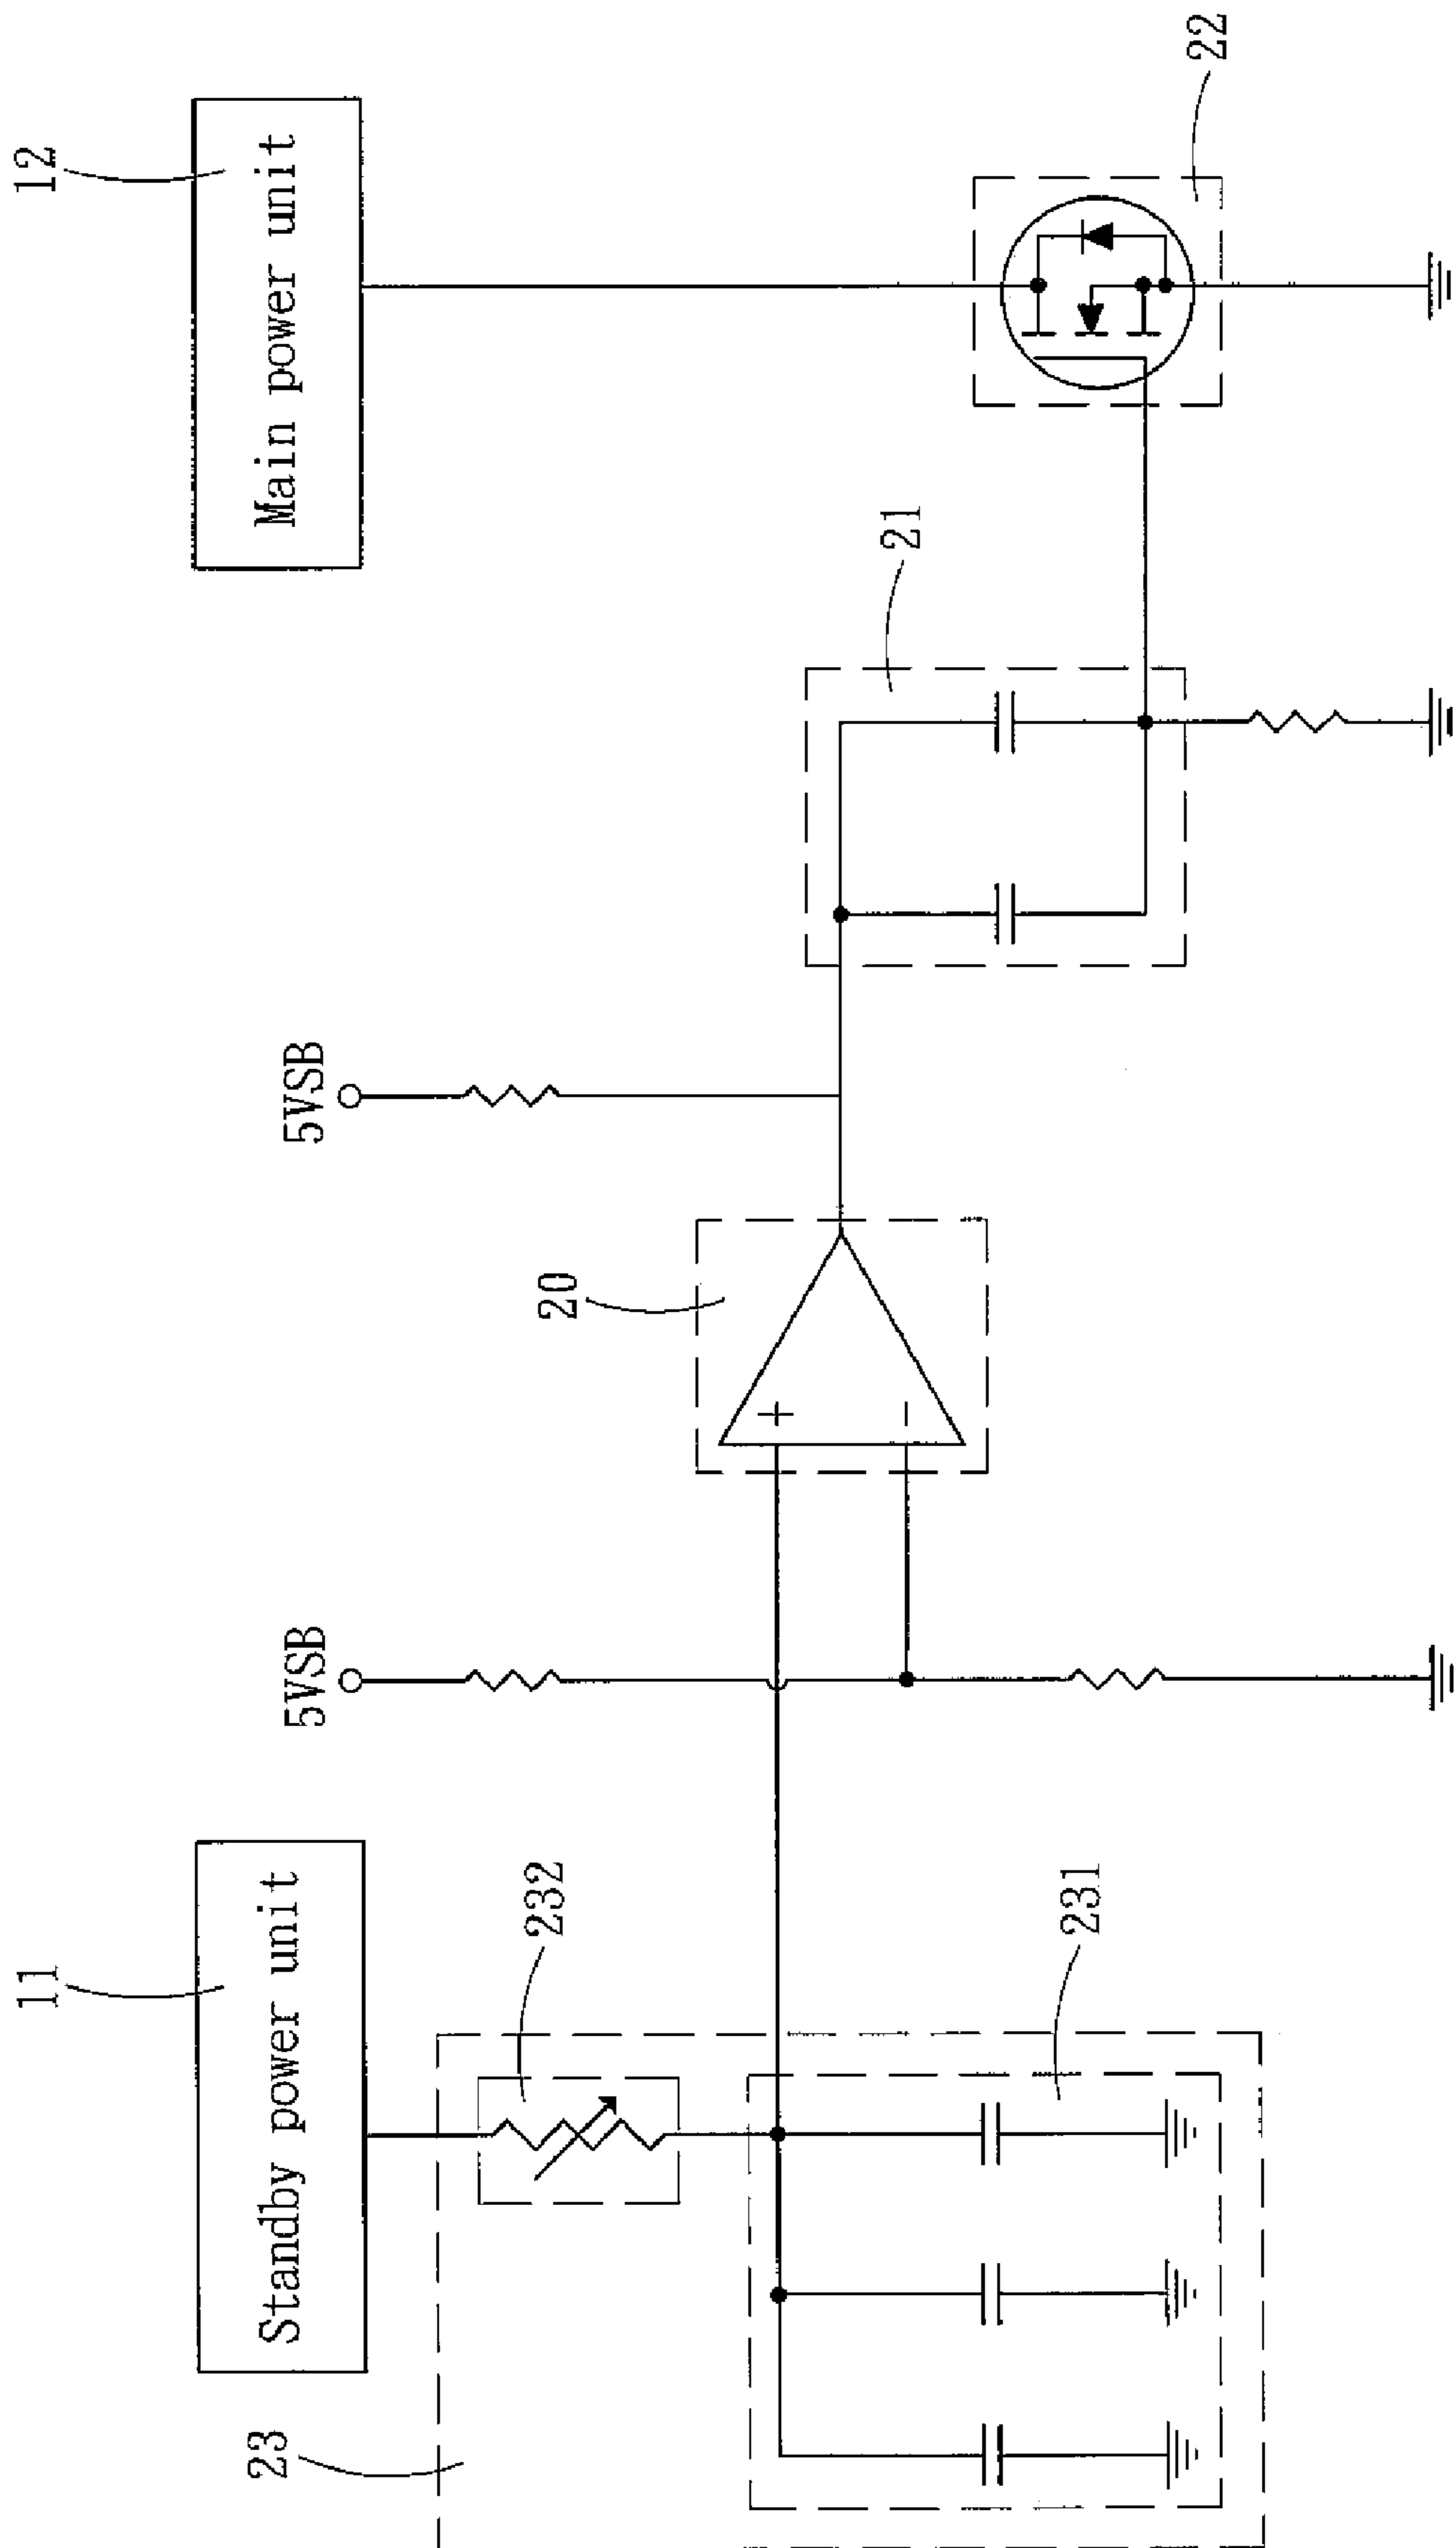 11
Standby power unit
12
Main power unit
5VSB
5VSB
23
232
231
20
+
−
21
22